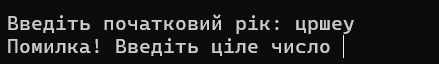 Введіть початковий рік: цршеу
Помилка! Введіть ціле число